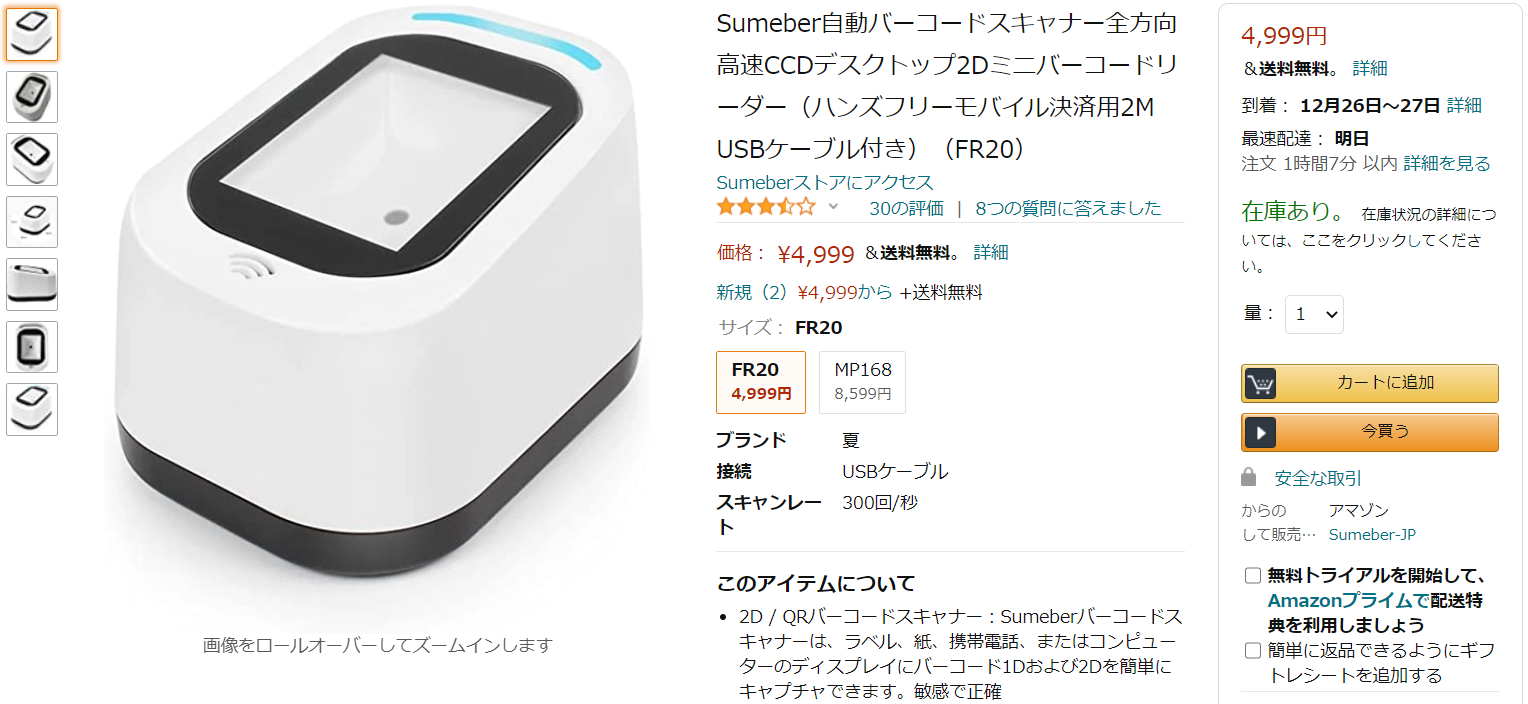 Sumeber自動バーコードスキャナー全方向
高速CCDデスクトップ2Dミニバーコードリ
ーダー（ハンズフリーモバイル決済用2M
USBケーブル付き）（FR20）
Sumeberストアにアクセス
30の評価 | 8つの質問に答えました
価格： ¥4,999 &送料無料。 詳細
新規（2）¥4,999から +送料無料
サイズ： FR20
FR20 MP168
4,999円 8,599円
ブランド 夏
接続 USBケーブル
スキャンレー 300回/秒
ト
このアイテムについて
• 2D / QRバーコードスキャナー：Sumeberバーコードス
キャナーは、ラベル、紙、携帯電話、またはコンピュー
ターのディスプレイにバーコード1Dおよび2Dを簡単に
キャプチャできます。敏感で正確
画像をロールオーバーしてズームインします
4,999円
&送料無料。 詳細
到着： 12月26日〜27日 詳細
最速配達： 明日
注文 1時間7分 以内 詳細を見る
在庫あり。 在庫状況の詳細につ
いては、ここをクリックしてくださ
い。
量： 1
カートに追加
今買う
安全な取引
からの アマゾン
して販売… Sumeber-JP
無料トライアルを開始して、
Amazonプライムで配送特
典を利用しましょう
簡単に返品できるようにギフ
トレシートを追加する